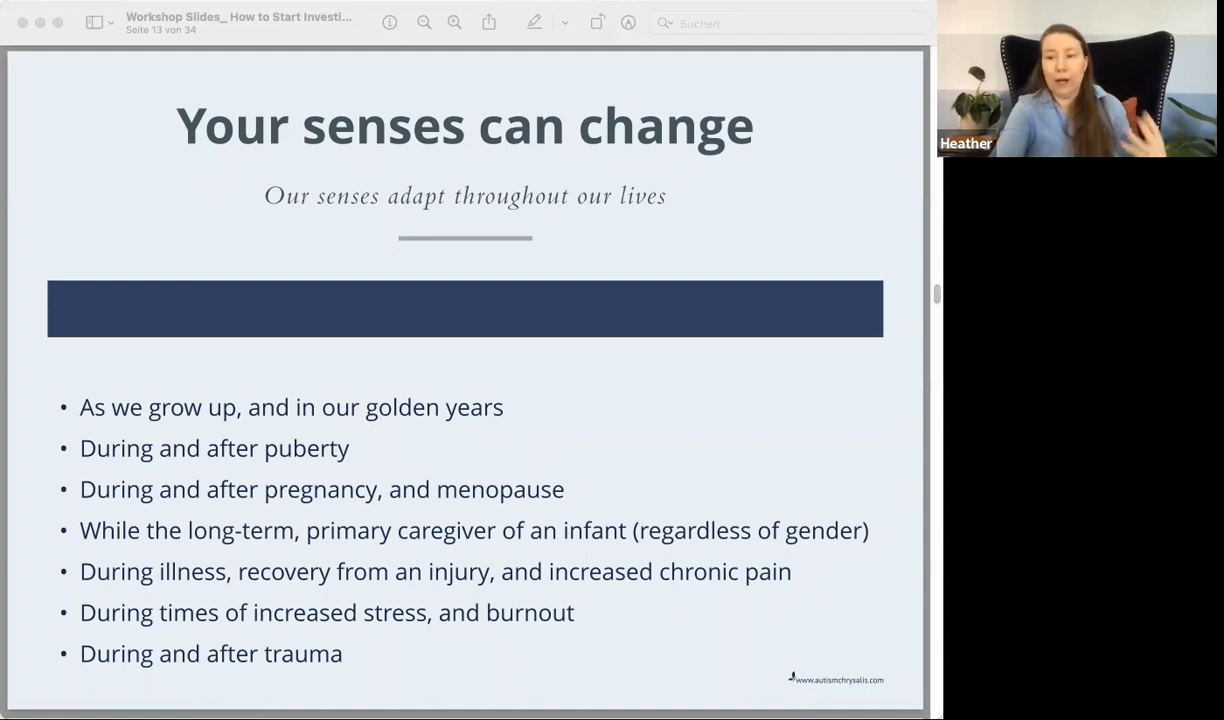 Workshop Slides_ How to Start Investi...
Seite 13 von 34
Suchen
Your senses can change
Our senses adapt throughout our lives
• As we grow up, and in our golden years
• During and after puberty
• During and after pregnancy, and menopause
• While the long-term, primary caregiver of an infant (regardless of gender)
• During illness, recovery from an injury, and increased chronic pain
• During times of increased stress, and burnout
• During and after trauma
www.autismchrysalis.com
Heather